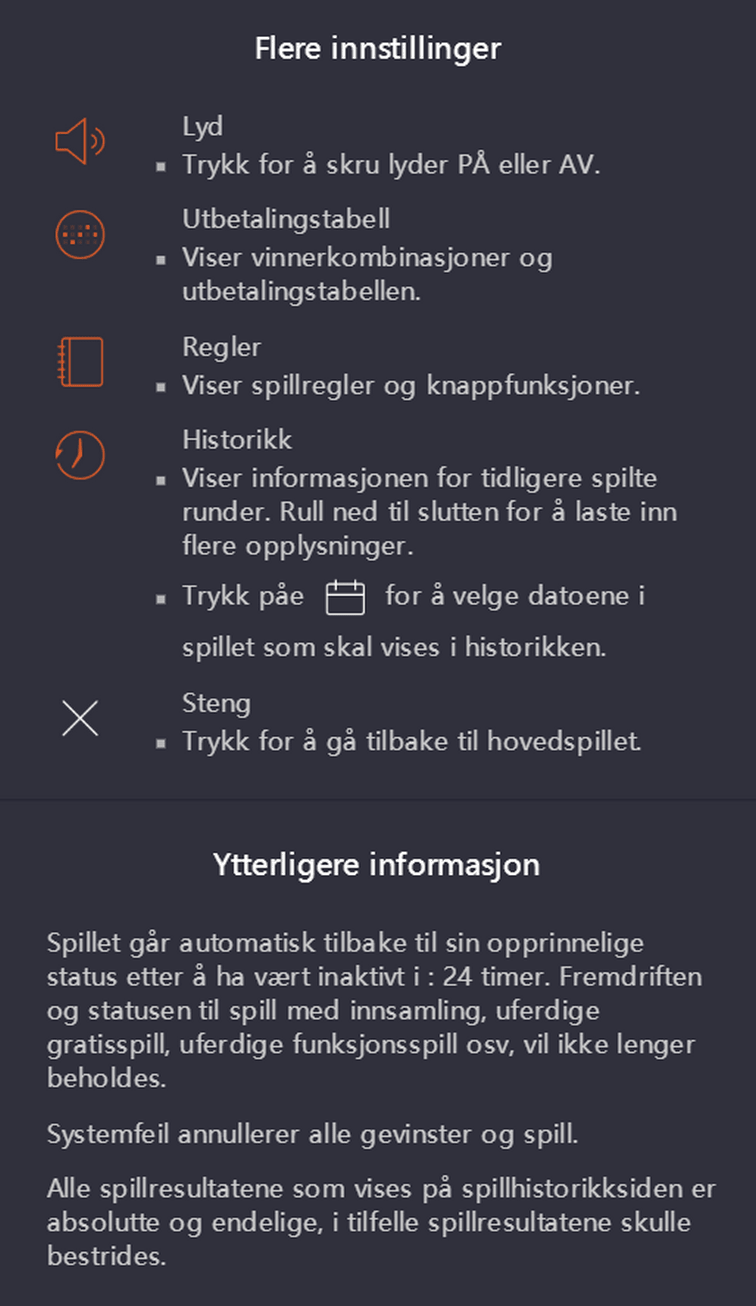 Flere innstillinger
Lyd
▪ Trykk for å skru lyder PÅ eller AV.
Utbetalingstabell
▪ Viser vinnerkombinasjoner og
utbetalingstabellen.
Regler
▪ Viser spillregler og knappfunksjoner.
Historikk
▪ Viser informasjonen for tidligere spilte
runder. Rull ned til slutten for å laste inn
flere opplysninger.
▪ Trykk påe for å velge datoene i
spillet som skal vises i historikken.
Steng
▪ Trykk for å gå tilbake til hovedspillet.
Ytterligere informasjon
Spillet går automatisk tilbake til sin opprinnelige
status etter å ha vært inaktivt i : 24 timer. Fremdriften
og statusen til spill med innsamling, uferdige
gratisspill, uferdige funksjonsspill osv, vil ikke lenger
beholdes.
Systemfeil annullerer alle gevinster og spill.
Alle spillresultatene som vises på spillhistorikksiden er
absolutte og endelige, i tilfelle spillresultatene skulle
bestrides.